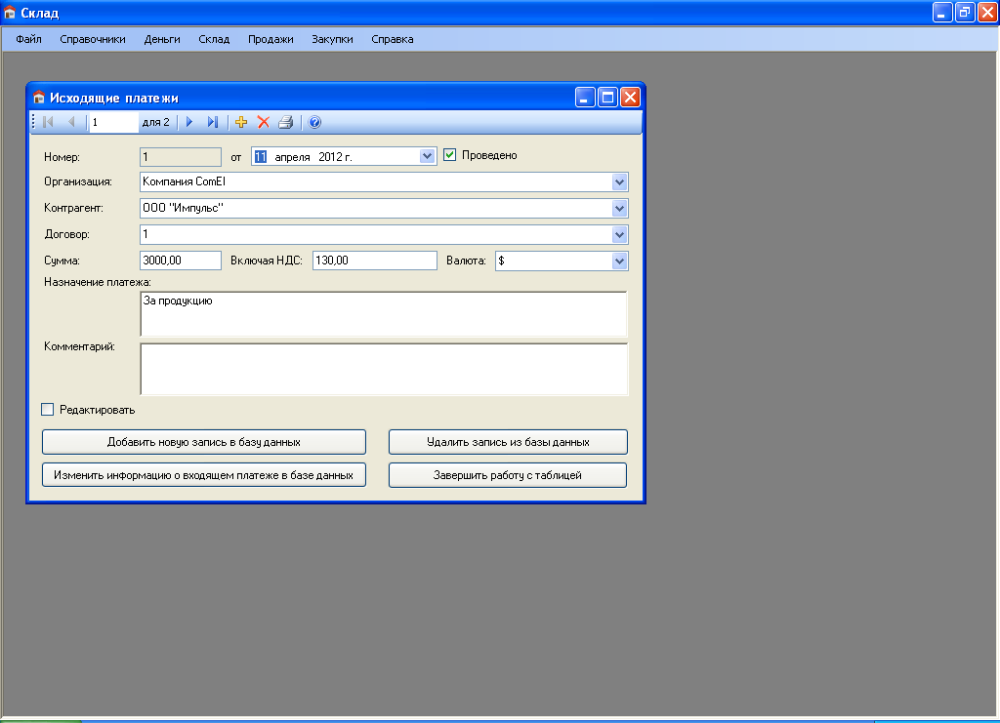 Склад
Файл Справочники Деньги Склад Продажи Закупки Справка
Исходящие платежи
1 для 2
Номер: 1 от 11 апреля 2012 г. Проведено
Организация: Компания ComEl
Контрагент: ООО "Импульс"
Договор: 1
Сумма: 3000,00 Включая НДС: 130,00 Валюта: $
Назначение платежа:
За продукцию
Комментарий:
Редактировать
Добавить новую запись в базу данных Удалить запись из базы данных
Изменить информацию о входящем платеже в базе данных Завершить работу с таблицей